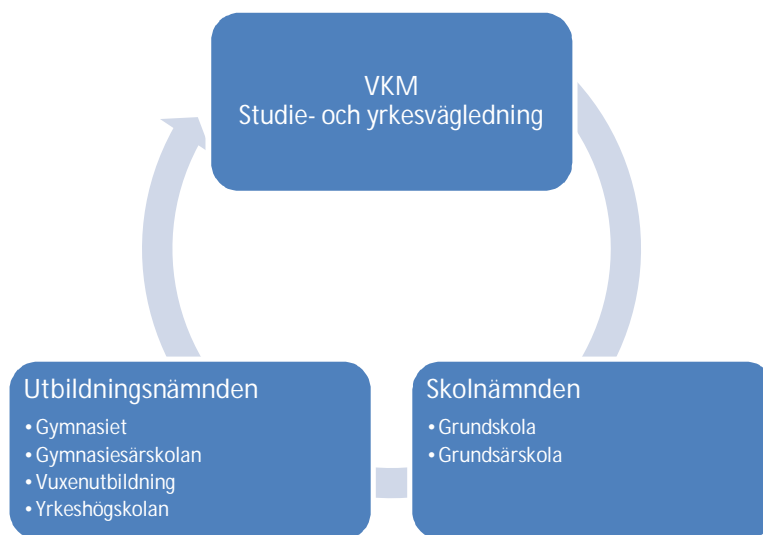 VKM
Studie- och yrkesvägledning
Utbildningsnämnden
• Gymnasiet
• Gymnasiesärskolan
• Vuxenutbildning
• Yrkeshögskolan
Skolnämnden
• Grundskola
• Grundsärskola